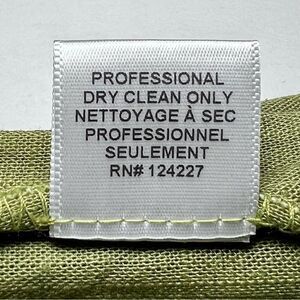 PROFESSIONAL
DRY CLEAN ONLY
NETTOYAGE À SEC
PROFESSIONNEL
SEULEMENT
RN# 124227